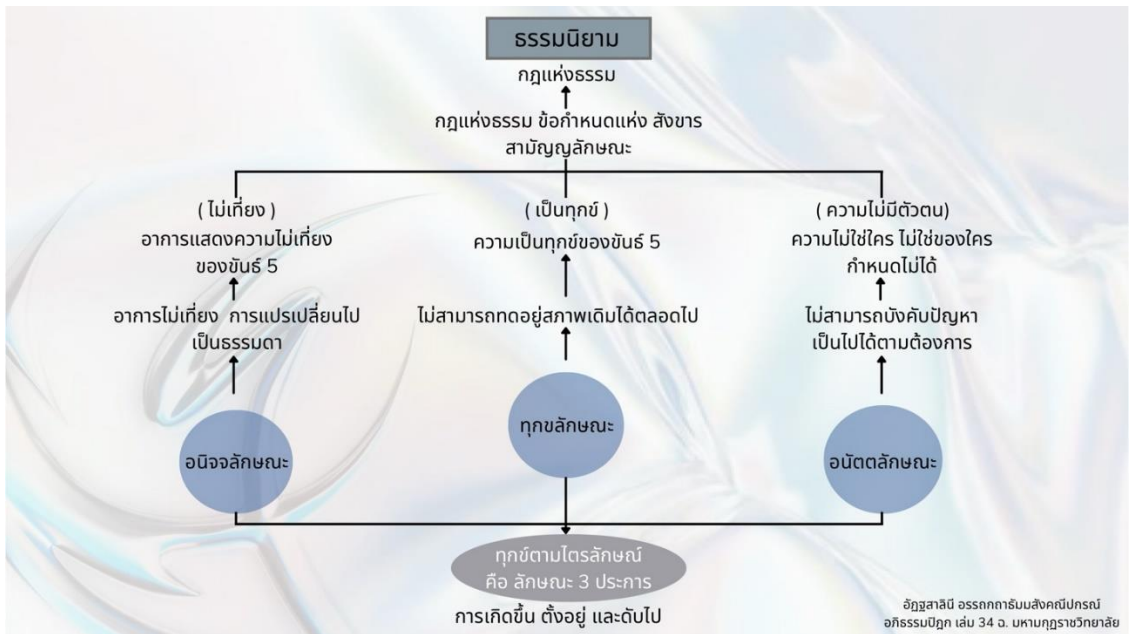 ธรรมนิยาม
กฎแห่งธรรม
กฎแห่งธรรม ข้อกำหนดแห่ง สังขาร
สามัญญลักษณะ
( ไม่เที่ยง )
อาการแสดงความไม่เที่ยง
ของขันธ์ 5
อาการไม่เที่ยง การแปรเปลี่ยนไป
เป็นธรรมดา
อนิจจลักษณะ
( เป็นทุกข์ )
ความเป็นทุกข์ของขันธ์ 5
ไม่สามารถทดอยู่สภาพเดิมได้ตลอดไป
ทุกขลักษณะ
( ความไม่มีตัวตน)
ความไม่ใช่ใคร ไม่ใช่ของใคร
กำหนดไม่ได้
ไม่สามารถบังคับปัญหา
เป็นไปได้ตามต้องการ
อนัตตลักษณะ
ทุกข์ตามไตรลักษณ์
คือ ลักษณะ 3 ประการ
การเกิดขึ้น ตั้งอยู่ และดับไป
อัฏฐสาลินี อรรถกถาธัมมสังคณีปกรณ์
อภิธรรมปิฎก เล่ม 34 ฉ. มหามกุฏราชวิทยาลัย